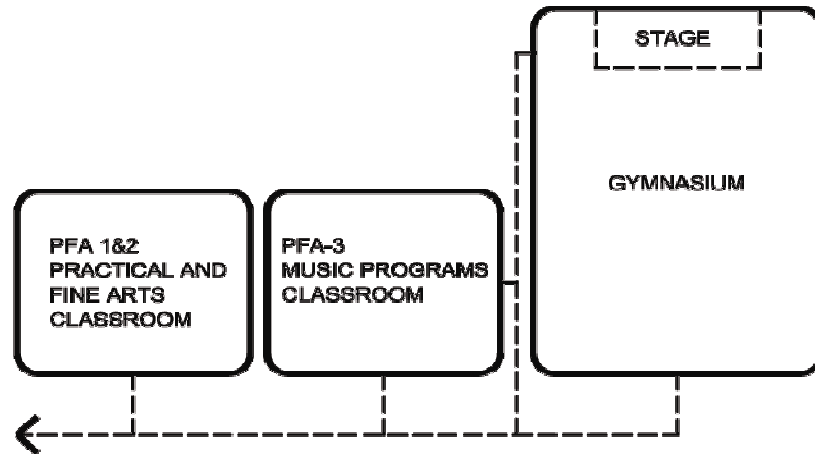 STAGE
GYMNASIUM
PFA 1&2
PRACTICAL AND
FINE ARTS
CLASSROOM
PFA-3
MUSIC PROGRAMS
CLASSROOM